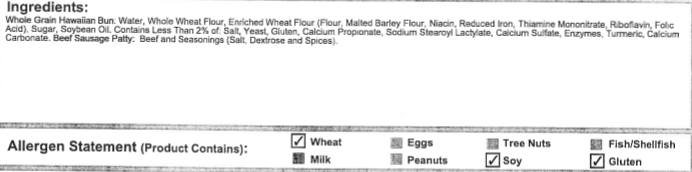 Ingredients:
Whole Grain Hawaiian Bun: Water, Whole Wheat Flour, Enriched Wheat Flour (Flour, Malted Barley Flour, Niacin, Reduced Iron, Thiamine Mononitrate, Riboflavin, Folic
Acid), Sugar, Soybean Oil. Contains Less Than 2% of: Salt, Yeast, Gluten, Calcium Propionate, Sodium Stearoyl Lactylate, Calcium Sulfate, Enzymes, Turmeric, Calcium
Carbonate. Beef Sausage Patty: Beef and Seasonings (Salt, Dextrose and Spices).
Allergen Statement (Product Contains): Wheat Eggs Tree Nuts Fish/Shellfish
Milk Peanuts Soy Gluten